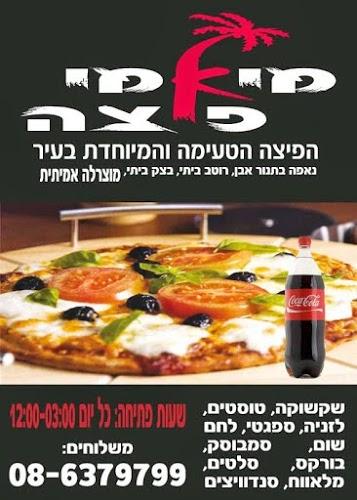 מיאמי
פיצה
הפיצה הטעימה והמיוחדת בעיר
נאפה בתנור אבן, רוטב ביתי, בצק ביתי, מוצרלה אמיתית
Coca-Cola
שעות פתיחה: כל יום 12:00-03:00
משלוחים:
08-6379799
שקשוקה, טוסטים,
לזניה, ספגטי, לחם
שום, סמבוסק,
בורקס, סלטים,
מלאווח, סנדוויצים